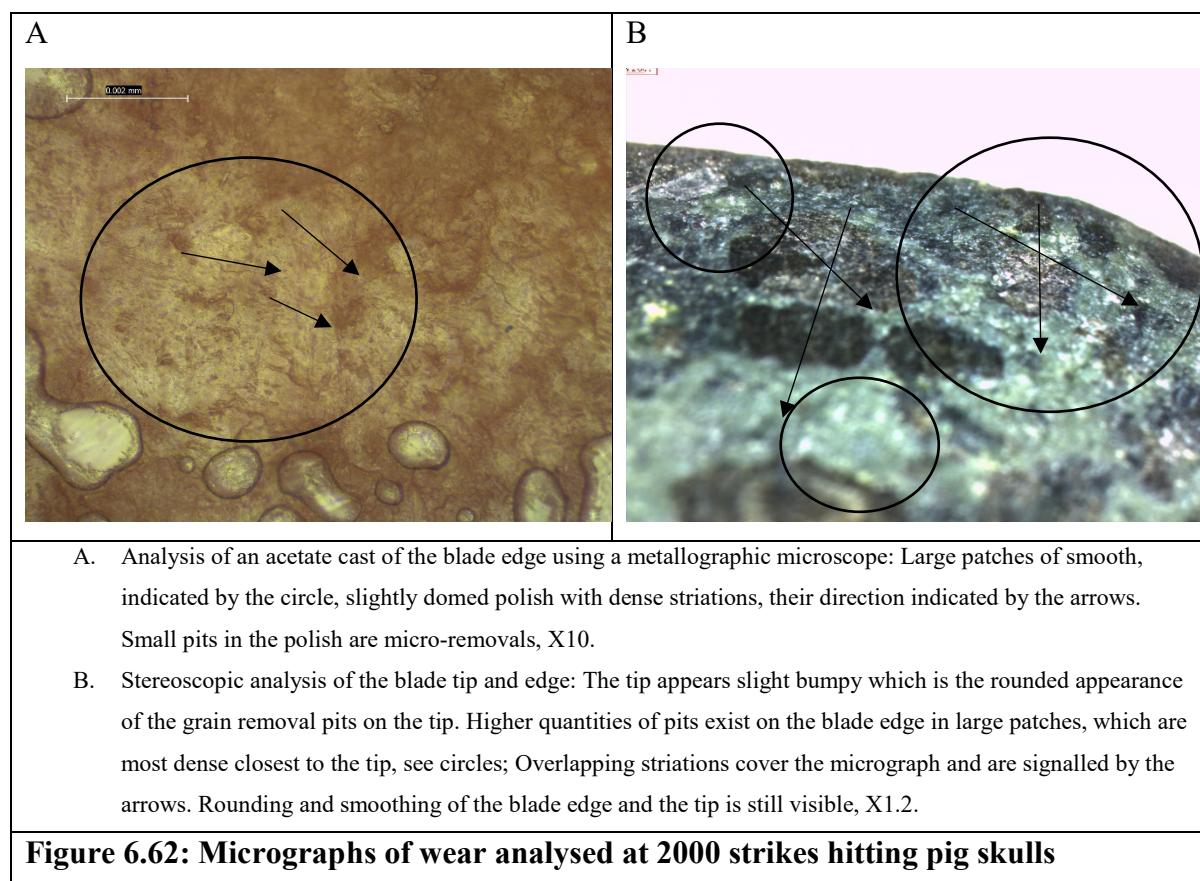 A
B
0.002 mm
A. Analysis of an acetate cast of the blade edge using a metallographic microscope: Large patches of smooth,
indicated by the circle, slightly domed polish with dense striations, their direction indicated by the arrows.
Small pits in the polish are micro-removals, X10.
B. Stereoscopic analysis of the blade tip and edge: The tip appears slight bumpy which is the rounded appearance
of the grain removal pits on the tip. Higher quantities of pits exist on the blade edge in large patches, which are
most dense closest to the tip, see circles; Overlapping striations cover the micrograph and are signalled by the
arrows. Rounding and smoothing of the blade edge and the tip is still visible, X1.2.
Figure 6.62: Micrographs of wear analysed at 2000 strikes hitting pig skulls